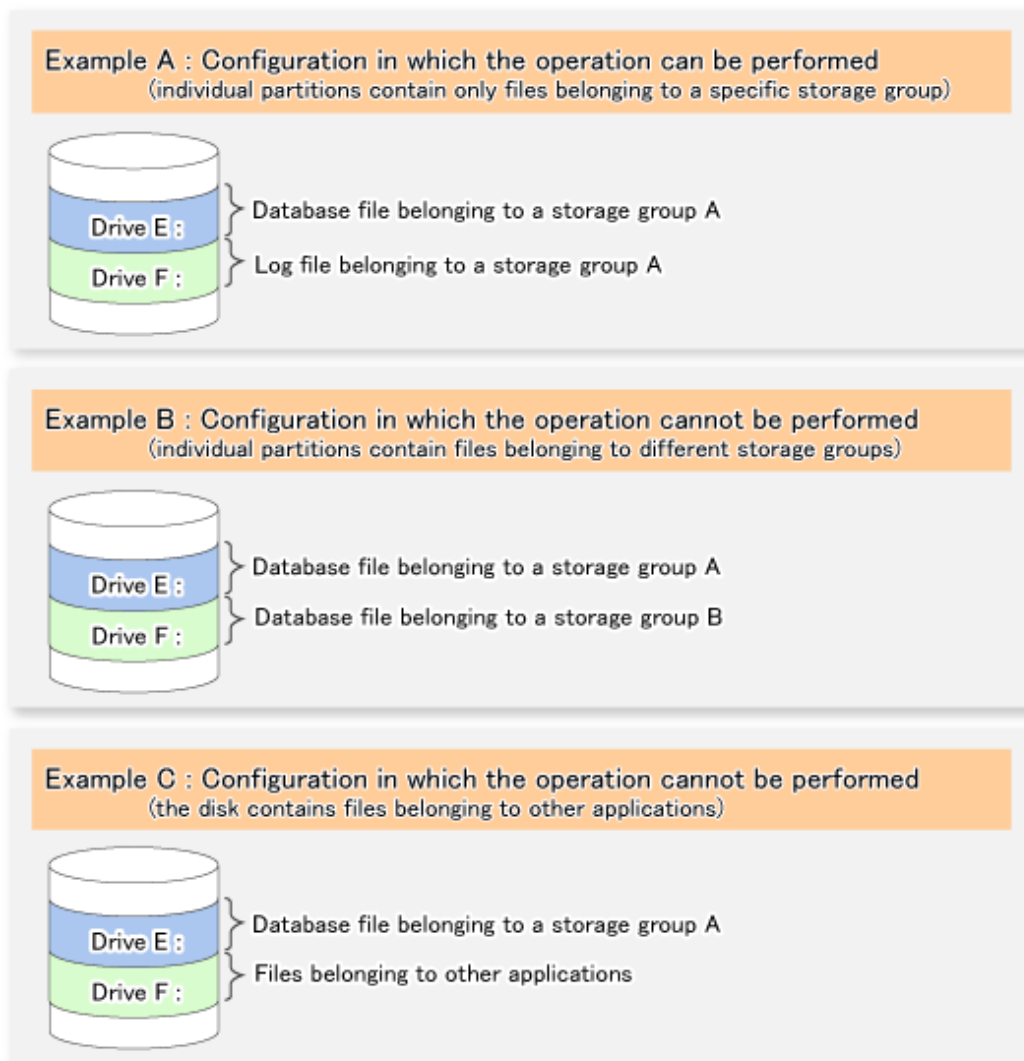 Example A : Configuration in which the operation can be performed
(individual partitions contain only files belonging to a specific storage group)
Drive E :
Database file belonging to a storage group A
Drive F :
Log file belonging to a storage group A
Example B : Configuration in which the operation cannot be performed
(individual partitions contain files belonging to different storage groups)
Drive E :
Database file belonging to a storage group A
Drive F :
Database file belonging to a storage group B
Example C : Configuration in which the operation cannot be performed
(the disk contains files belonging to other applications)
Drive E :
Database file belonging to a storage group A
Drive F :
Files belonging to other applications